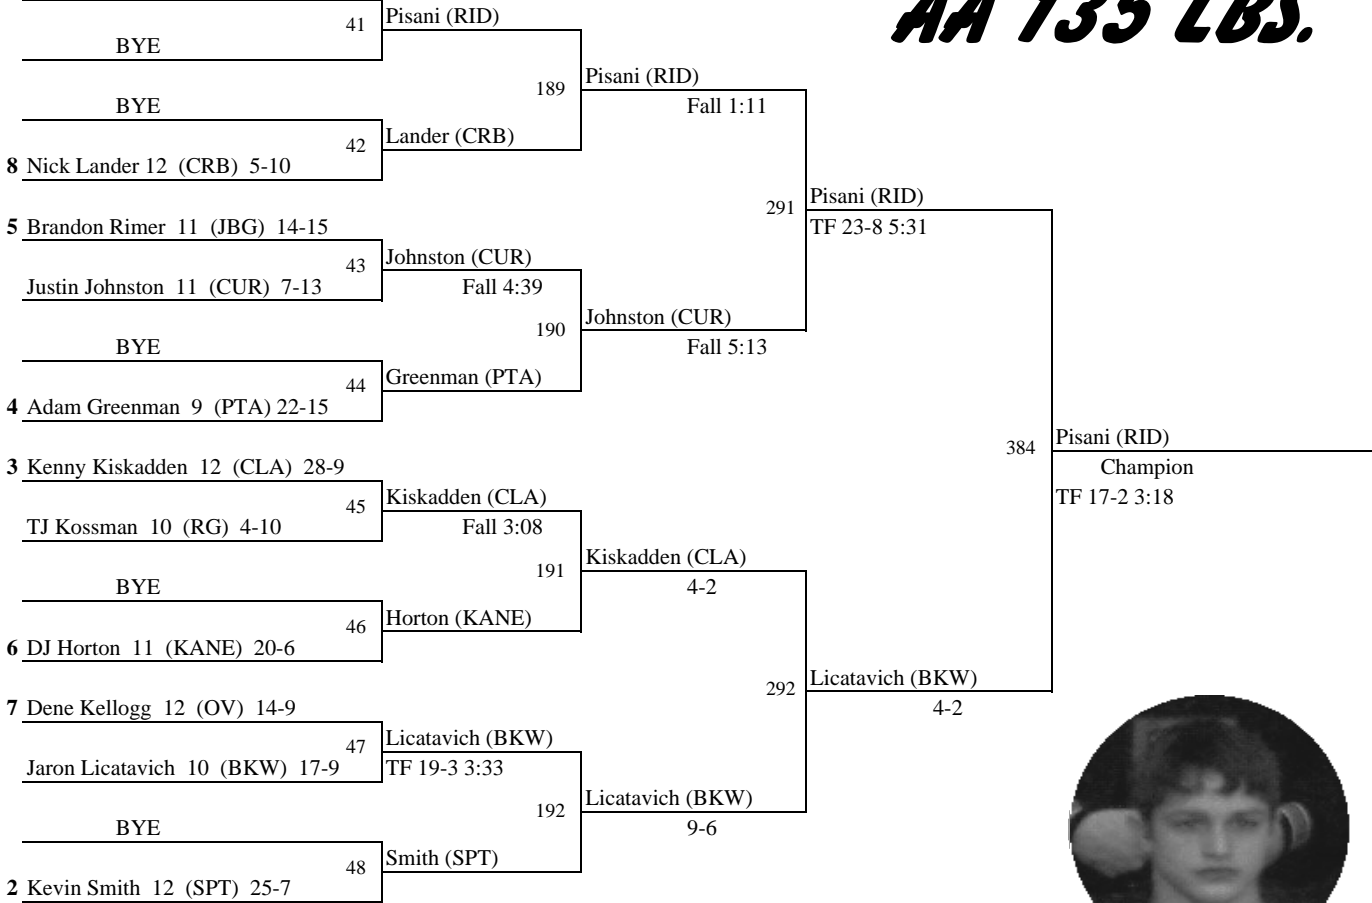 AA 135 LBS.
41 Pisani (RID)
BYE
189 Pisani (RID)
Fall 1:11
BYE
42 Lander (CRB)
8 Nick Lander 12 (CRB) 5-10
291 Pisani (RID)
TF 23-8 5:31
5 Brandon Rimer 11 (JBG) 14-15
43 Johnston (CUR)
Fall 4:39
Justin Johnston 11 (CUR) 7-13
190 Johnston (CUR)
Fall 5:13
BYE
44 Greenman (PTA)
4 Adam Greenman 9 (PTA) 22-15
384 Pisani (RID)
Champion
TF 17-2 3:18
3 Kenny Kiskadden 12 (CLA) 28-9
45 Kiskadden (CLA)
Fall 3:08
TJ Kossman 10 (RG) 4-10
191 Kiskadden (CLA)
4-2
BYE
46 Horton (KANE)
6 DJ Horton 11 (KANE) 20-6
292 Licatavich (BKW)
4-2
7 Dene Kellogg 12 (OV) 14-9
47 Licatavich (BKW)
TF 19-3 3:33
Jaron Licatavich 10 (BKW) 17-9
192 Licatavich (BKW)
9-6
BYE
48 Smith (SPT)
2 Kevin Smith 12 (SPT) 25-7